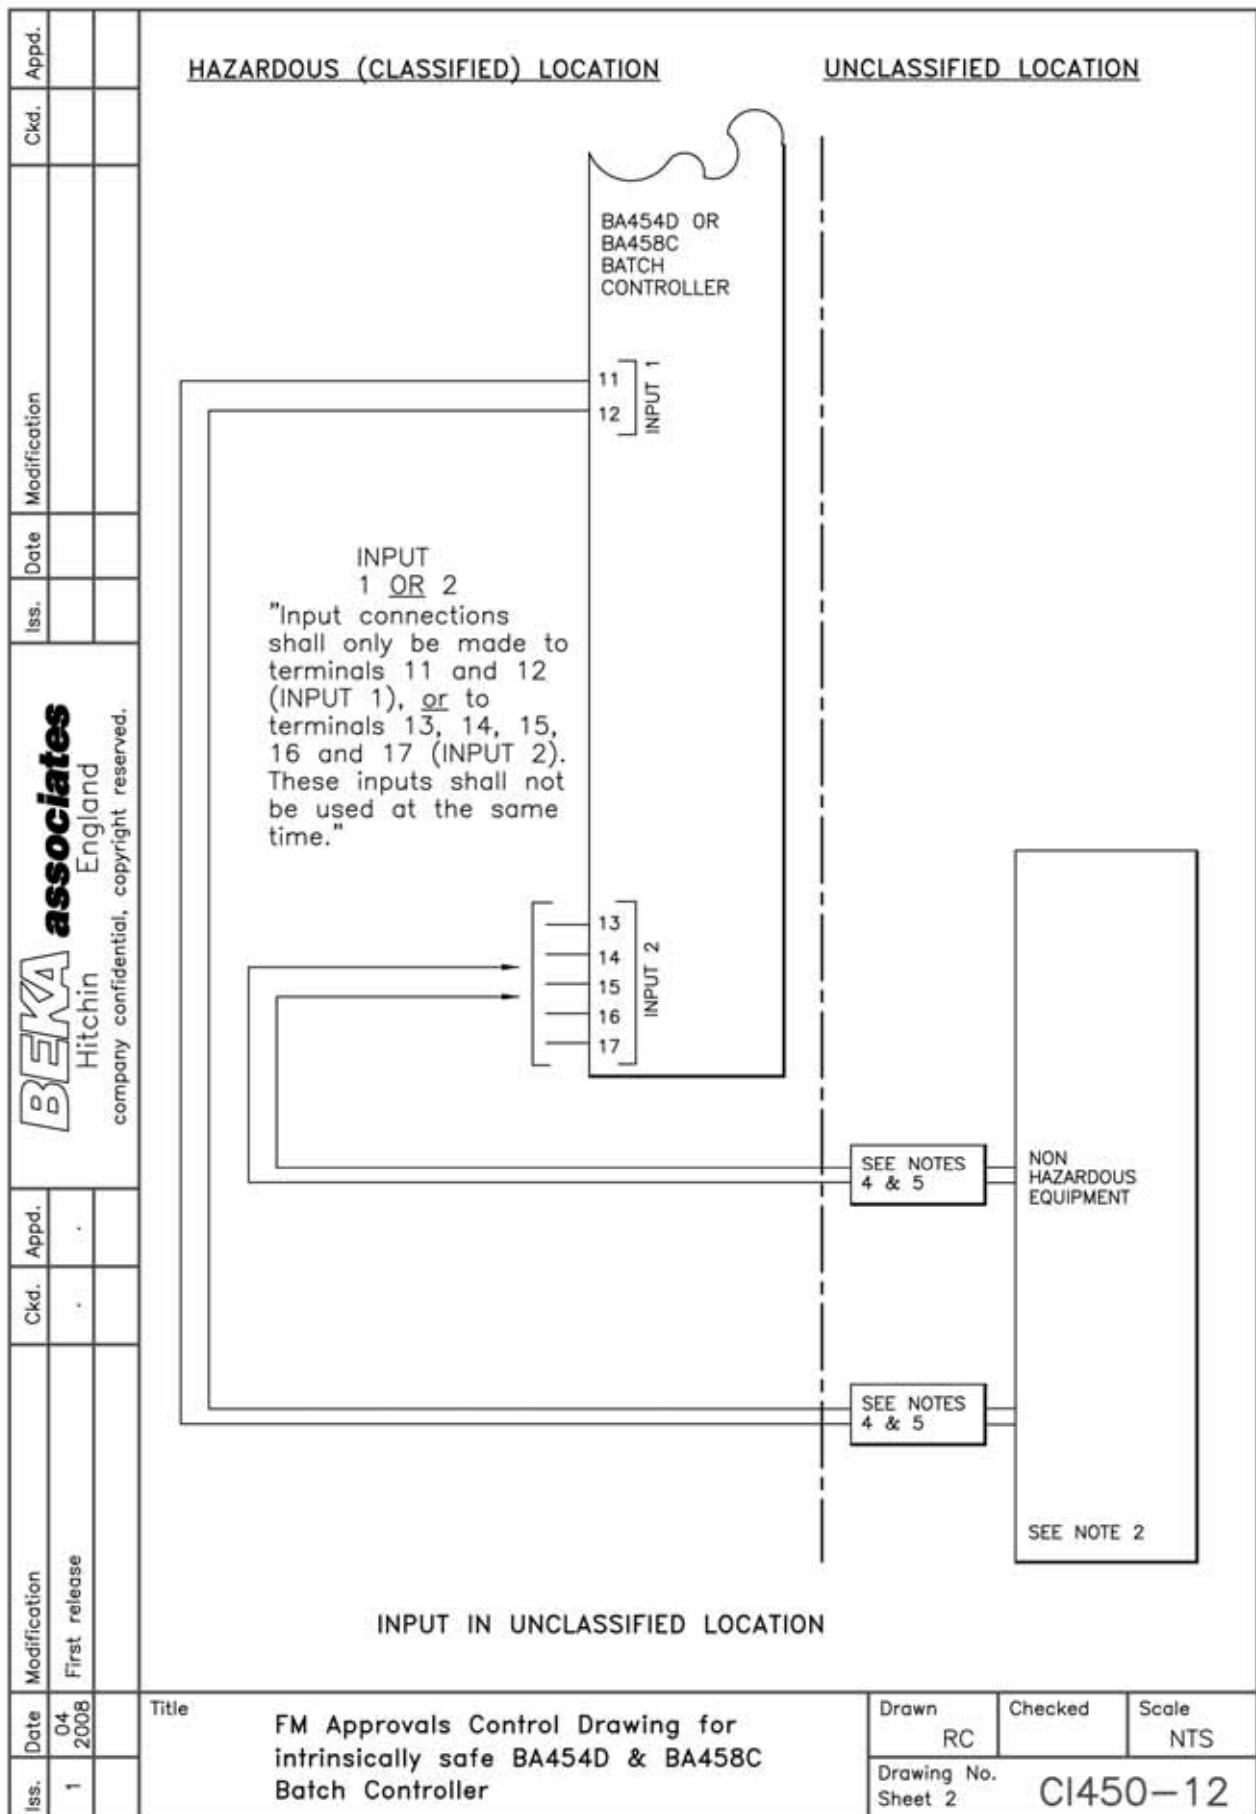 HAZARDOUS (CLASSIFIED) LOCATION
UNCLASSIFIED LOCATION
BA454D OR
BA458C
BATCH
CONTROLLER
11
12
INPUT 1
INPUT
1 OR 2
"Input connections
shall only be made to
terminals 11 and 12
(INPUT 1), or to
terminals 13, 14, 15,
16 and 17 (INPUT 2).
These inputs shall not
be used at the same
time."
13
14
15
16
17
INPUT 2
SEE NOTES
4 & 5
NON
HAZARDOUS
EQUIPMENT
SEE NOTES
4 & 5
SEE NOTE 2
INPUT IN UNCLASSIFIED LOCATION
Iss. Date Modification Ckd. Appd.
BEKA associates
Hitchin England
company confidential, copyright reserved.
Iss. Date Modification Ckd. Appd.
1 04 2008 First release . .
Title
FM Approvals Control Drawing for
intrinsically safe BA454D & BA458C
Batch Controller
Drawn
RC
Checked
Scale
NTS
Drawing No.
Sheet 2
CI450-12